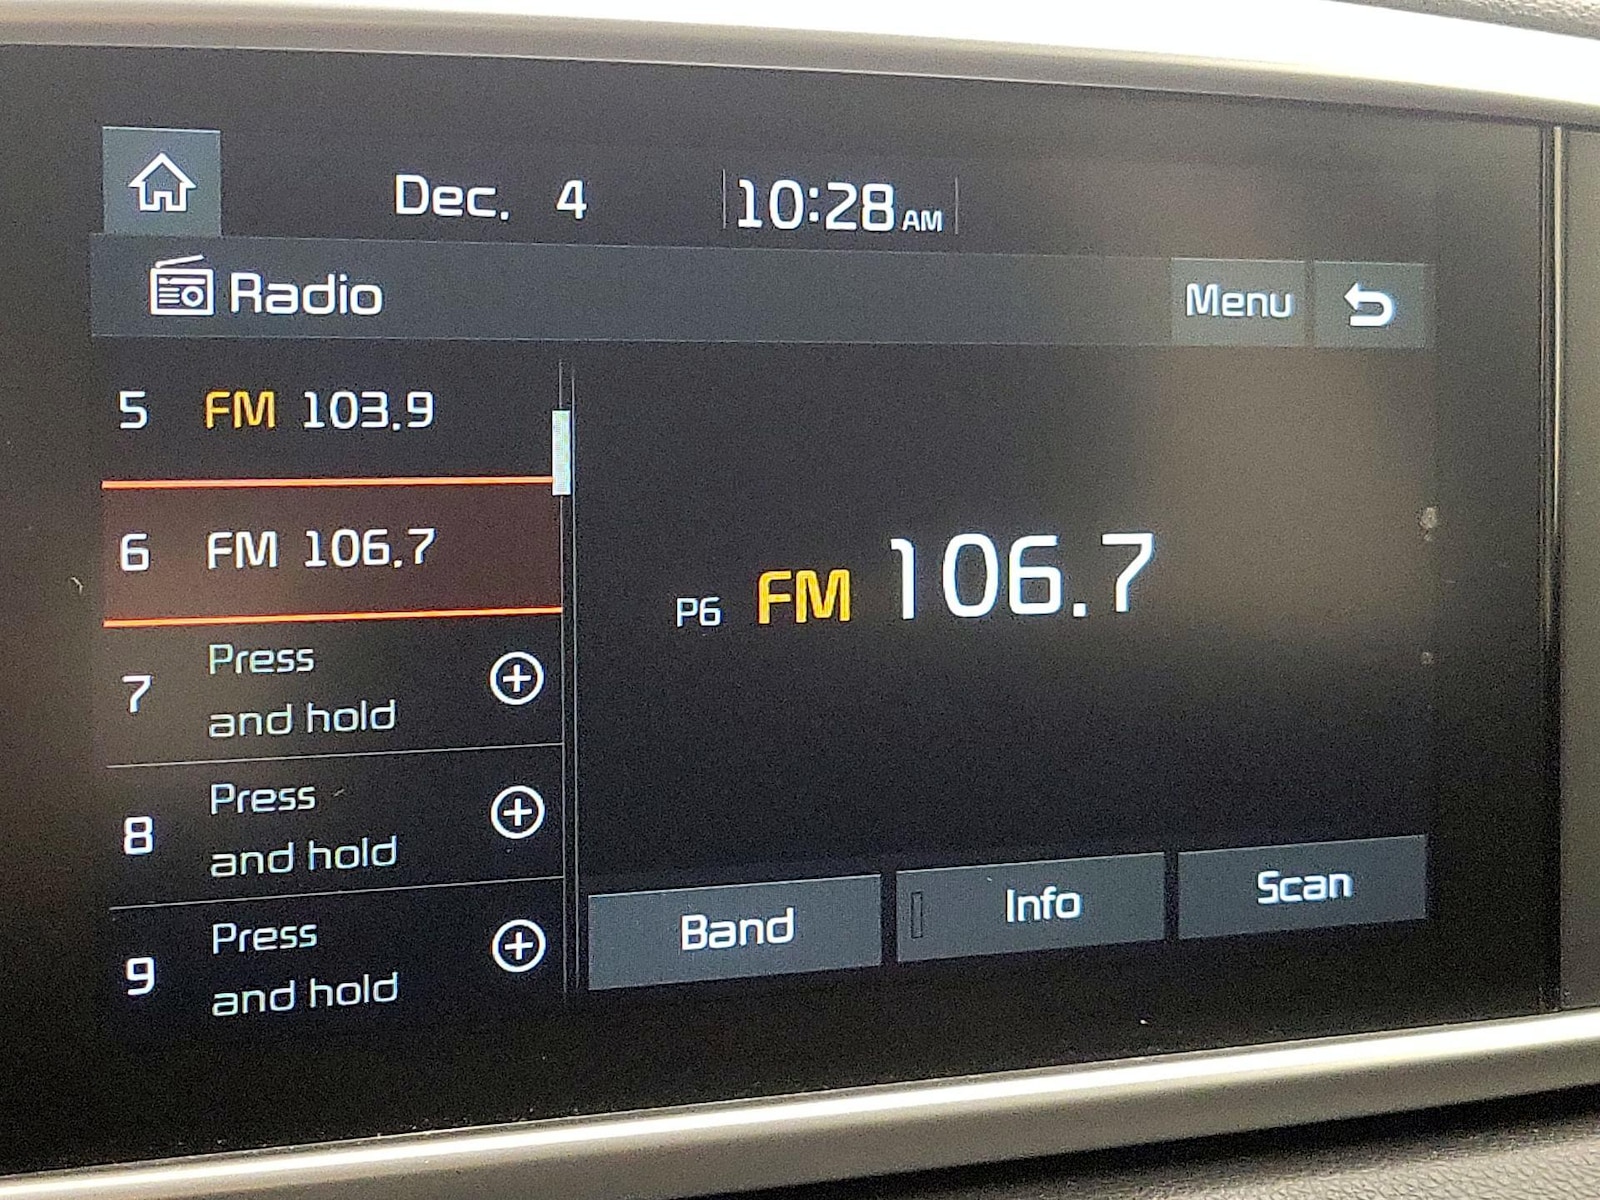 Dec. 4 10:28 AM
Radio
Menu
5 FM 103.9
6 FM 106.7
7 Press
and hold
8 Press
and hold
9 Press
and hold
P6 FM 106.7
Band Info Scan